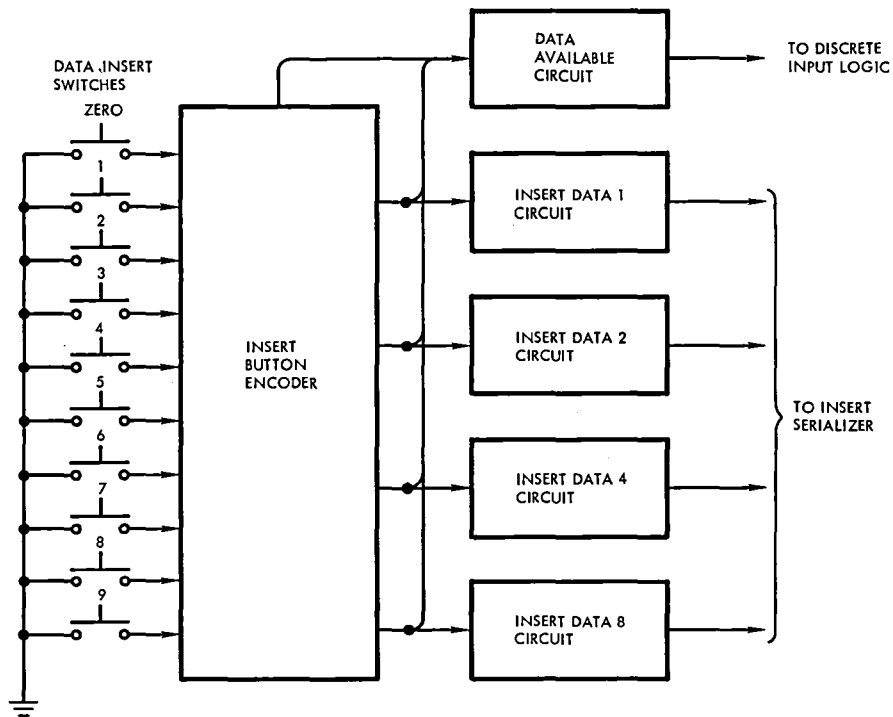 DATA INSERT
SWITCHES
ZERO
1
2
3
4
5
6
7
8
9
INSERT
BUTTON
ENCODER
DATA
AVAILABLE
CIRCUIT
TO DISCRETE
INPUT LOGIC
INSERT DATA 1
CIRCUIT
INSERT DATA 2
CIRCUIT
INSERT DATA 4
CIRCUIT
INSERT DATA 8
CIRCUIT
TO INSERT
SERIALIZER